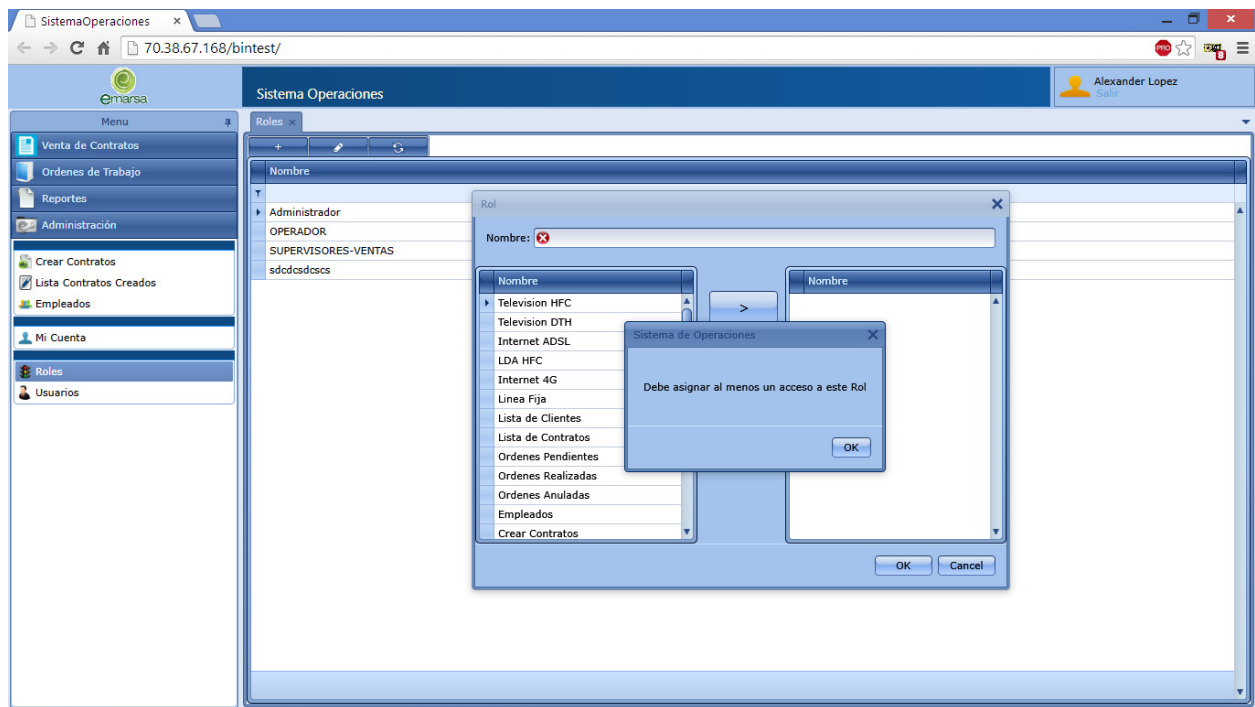 SistemaOperaciones
70.38.67.168/bintest/
PRO
emarsa
Sistema Operaciones
Alexander Lopez
Salir
Menu
Roles
Venta de Contratos
Ordenes de Trabajo
Reportes
Administración
Crear Contratos
Lista Contratos Creados
Empleados
Mi Cuenta
Roles
Usuarios
Nombre
Administrador
OPERADOR
SUPERVISORES-VENTAS
sdcdcsdcscs
Rol
Nombre:
Nombre
Television HFC
Television DTH
Internet ADSL
LDA HFC
Internet 4G
Linea Fija
Lista de Clientes
Lista de Contratos
Ordenes Pendientes
Ordenes Realizadas
Ordenes Anuladas
Empleados
Crear Contratos
>
Nombre
Sistema de Operaciones
Debe asignar al menos un acceso a este Rol
OK
OK Cancel